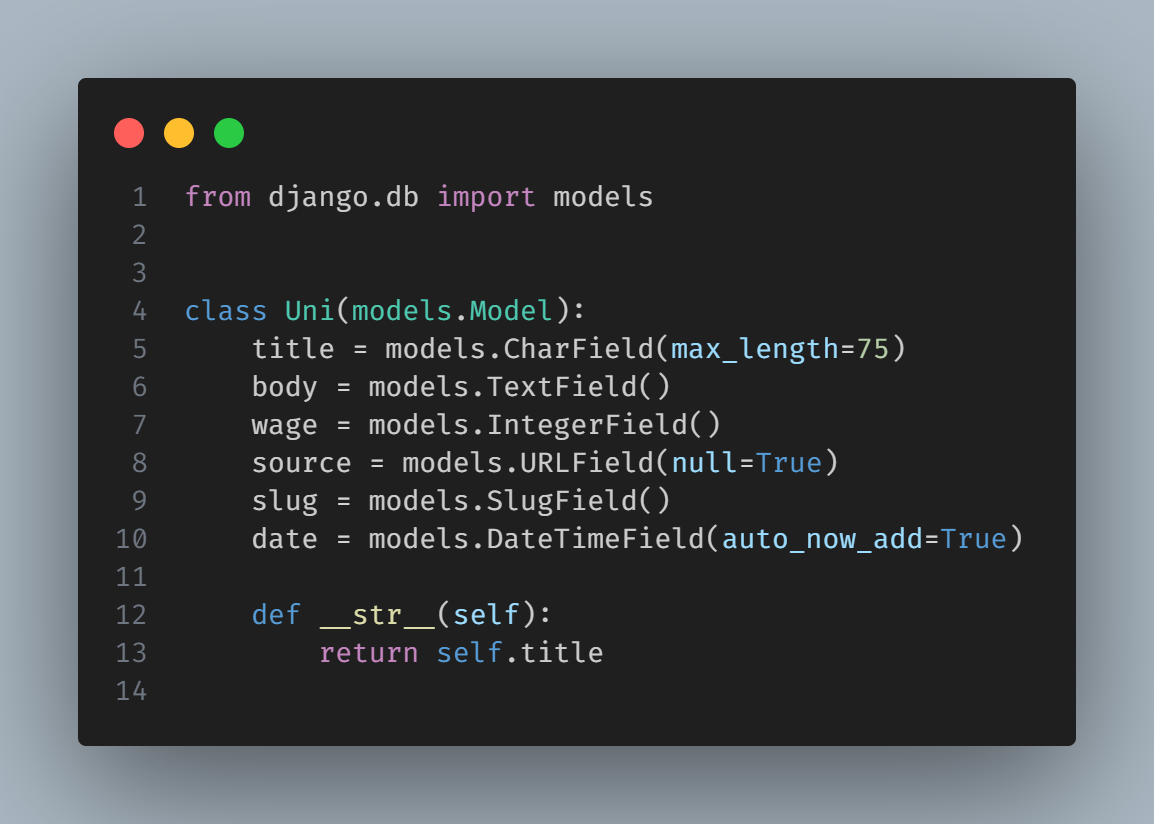 1 from django.db import models
2
3
4 class Uni(models.Model):
5     title = models.CharField(max_length=75)
6     body = models.TextField()
7     wage = models.IntegerField()
8     source = models.URLField(null=True)
9     slug = models.SlugField()
10     date = models.DateTimeField(auto_now_add=True)
11
12     def __str__(self):
13         return self.title
14